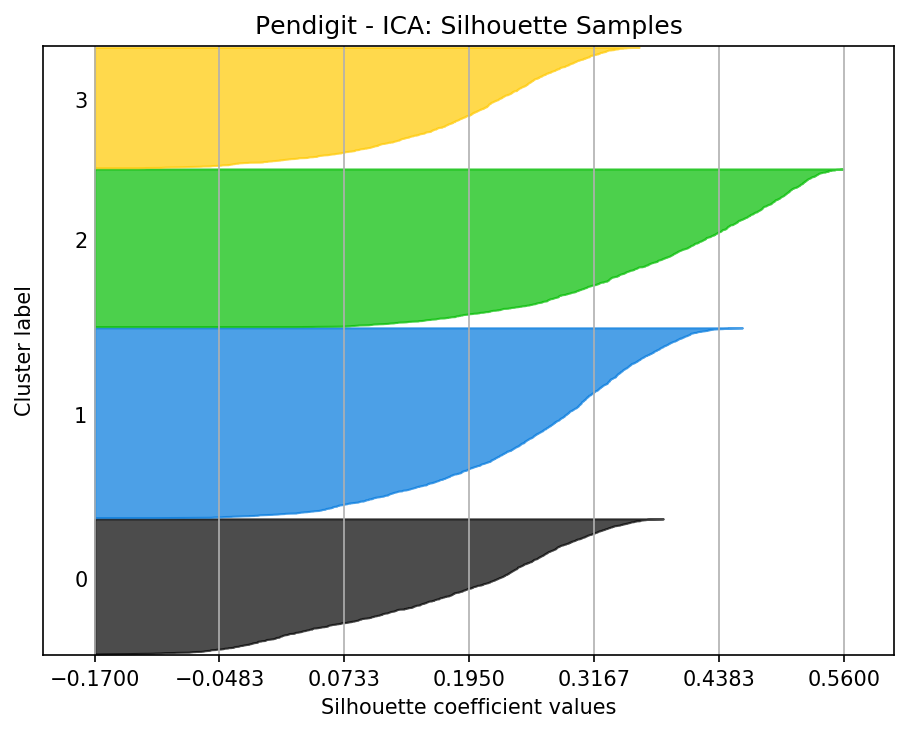 Pendigit - ICA: Silhouette Samples
Cluster label
3
2
1
0
−0.1700 −0.0483 0.0733 0.1950 0.3167 0.4383 0.5600
Silhouette coefficient values